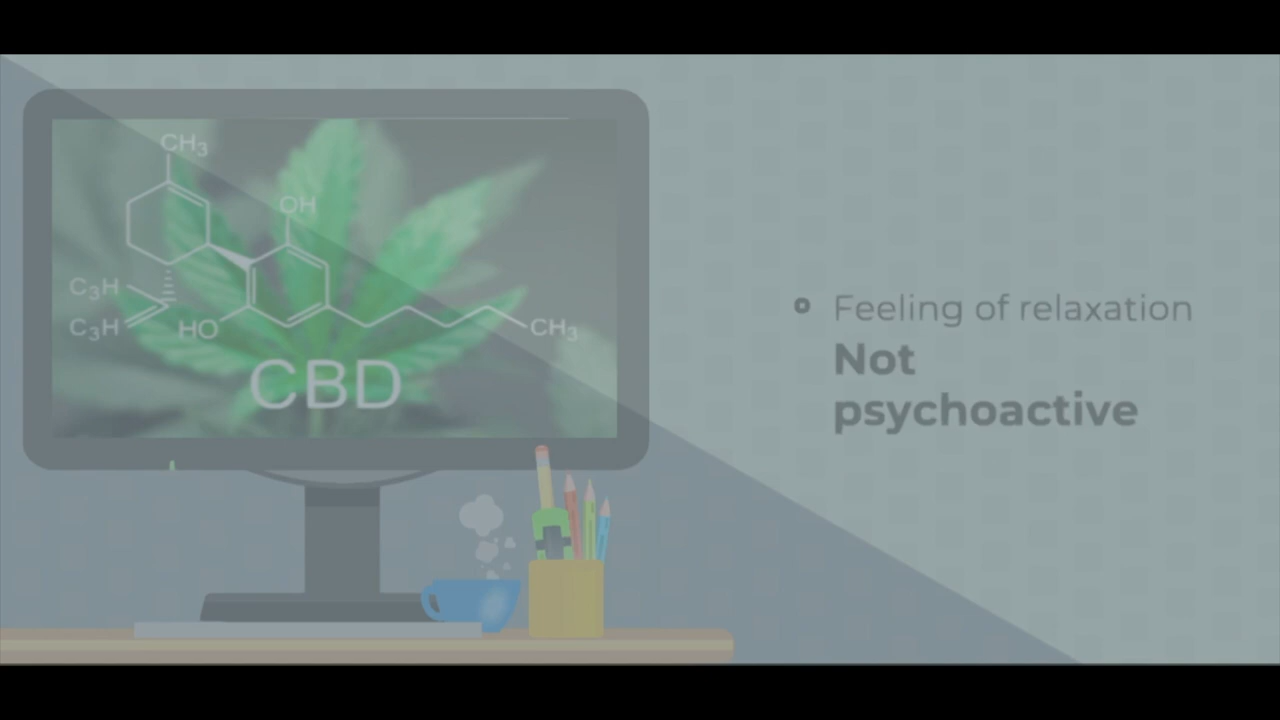 CH3
OH
C3H
C3H
HO
CH3
CBD
Feeling of relaxation
Not
psychoactive